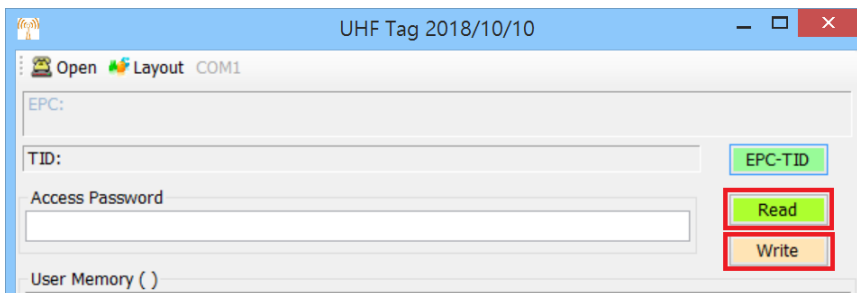 UHF Tag 2018/10/10
Open Layout COM1
EPC:
TID:
EPC-TID
Access Password
Read
Write
User Memory ( )